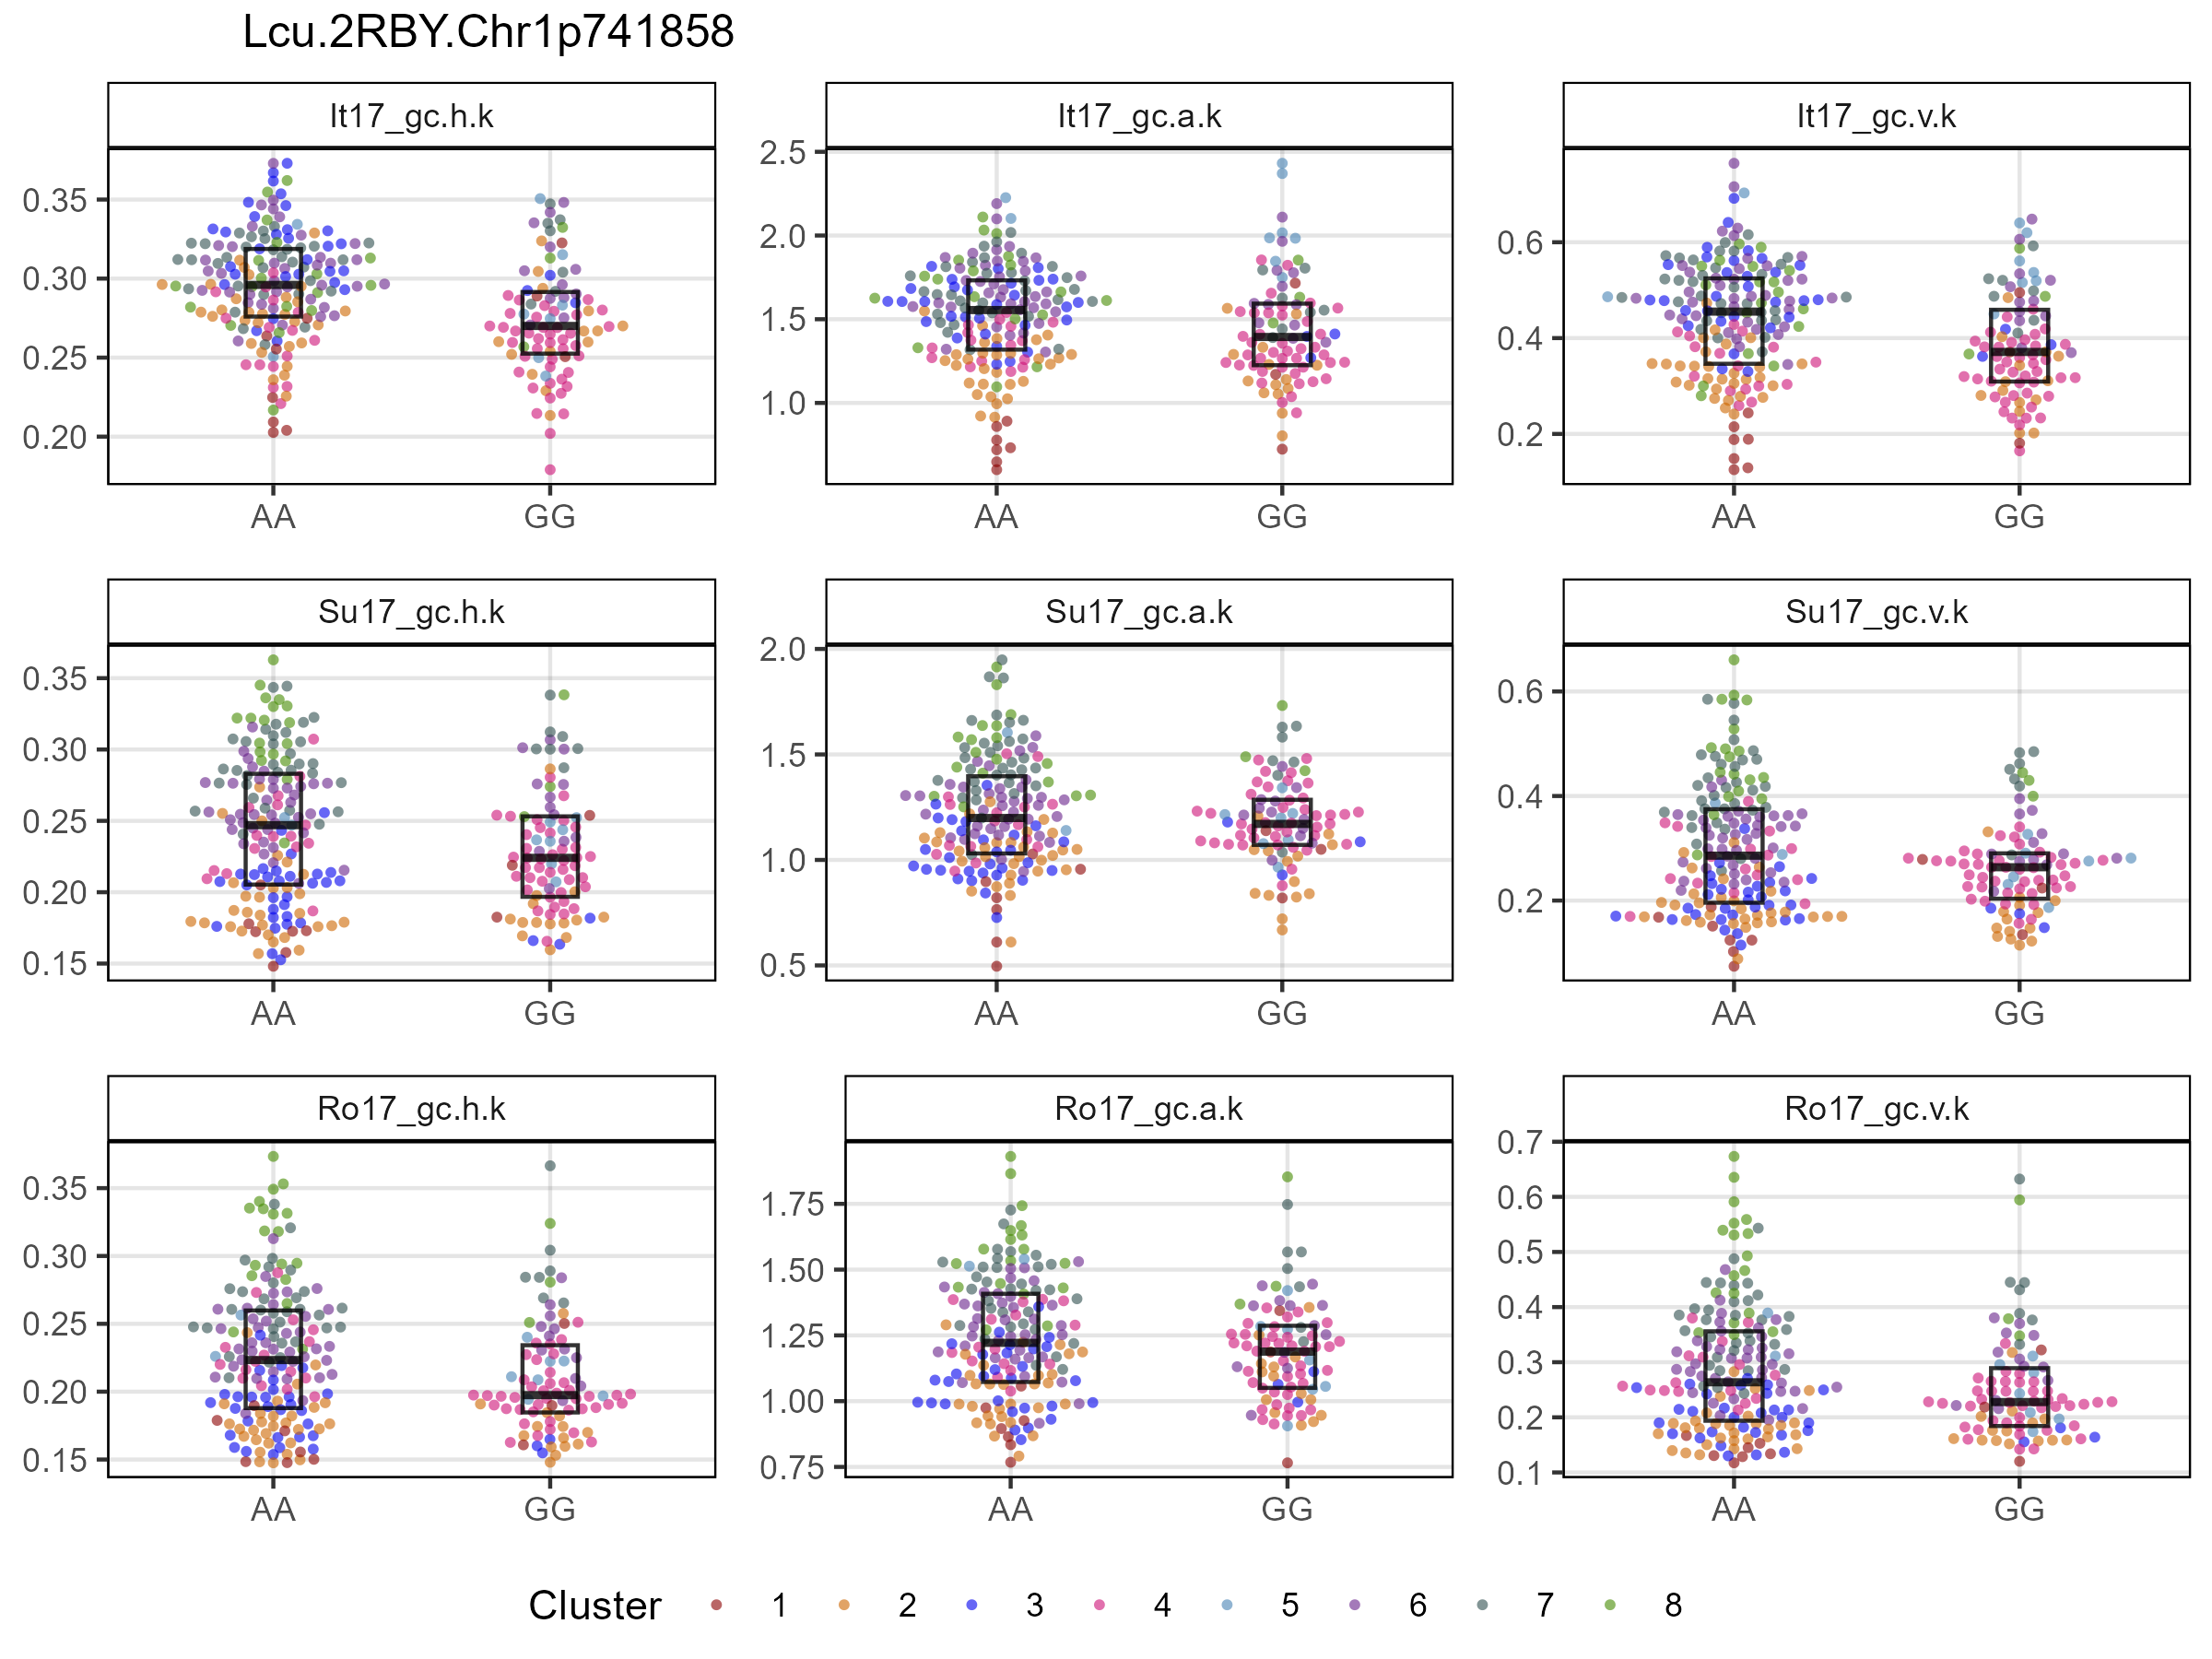 Lcu.2RBY.Chr1p741858
It17_gc.h.k
It17_gc.a.k
It17_gc.v.k
0.35
0.30
0.25
0.20
AA
GG
2.5
2.0
1.5
1.0
AA
GG
0.6
0.4
0.2
AA
GG
Su17_gc.h.k
Su17_gc.a.k
Su17_gc.v.k
0.35
0.30
0.25
0.20
0.15
AA
GG
2.0
1.5
1.0
0.5
AA
GG
0.6
0.4
0.2
AA
GG
Ro17_gc.h.k
Ro17_gc.a.k
Ro17_gc.v.k
0.35
0.30
0.25
0.20
0.15
AA
GG
1.75
1.50
1.25
1.00
0.75
AA
GG
0.7
0.6
0.5
0.4
0.3
0.2
0.1
AA
GG
Cluster 1 2 3 4 5 6 7 8